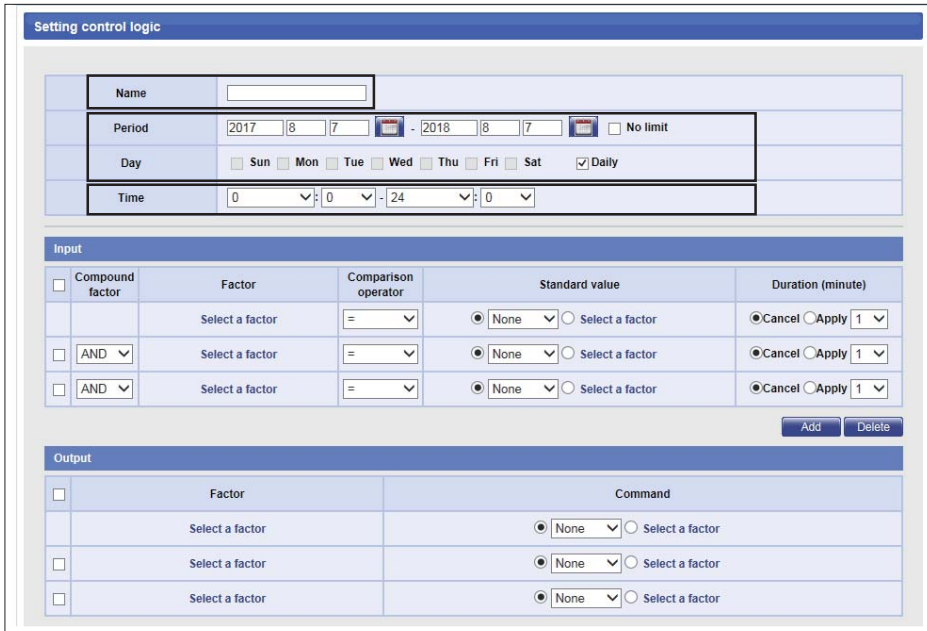 Setting control logic
Name
Period 2017 8 7 - 2018 8 7 No limit
Day Sun Mon Tue Wed Thu Fri Sat Daily
Time 0 : 0 - 24 : 0
Input
Compound factor Factor Comparison operator Standard value Duration (minute)
Select a factor = None Select a factor Cancel Apply 1
AND Select a factor = None Select a factor Cancel Apply 1
AND Select a factor = None Select a factor Cancel Apply 1
Add Delete
Output
Factor Command
Select a factor None Select a factor
Select a factor None Select a factor
Select a factor None Select a factor